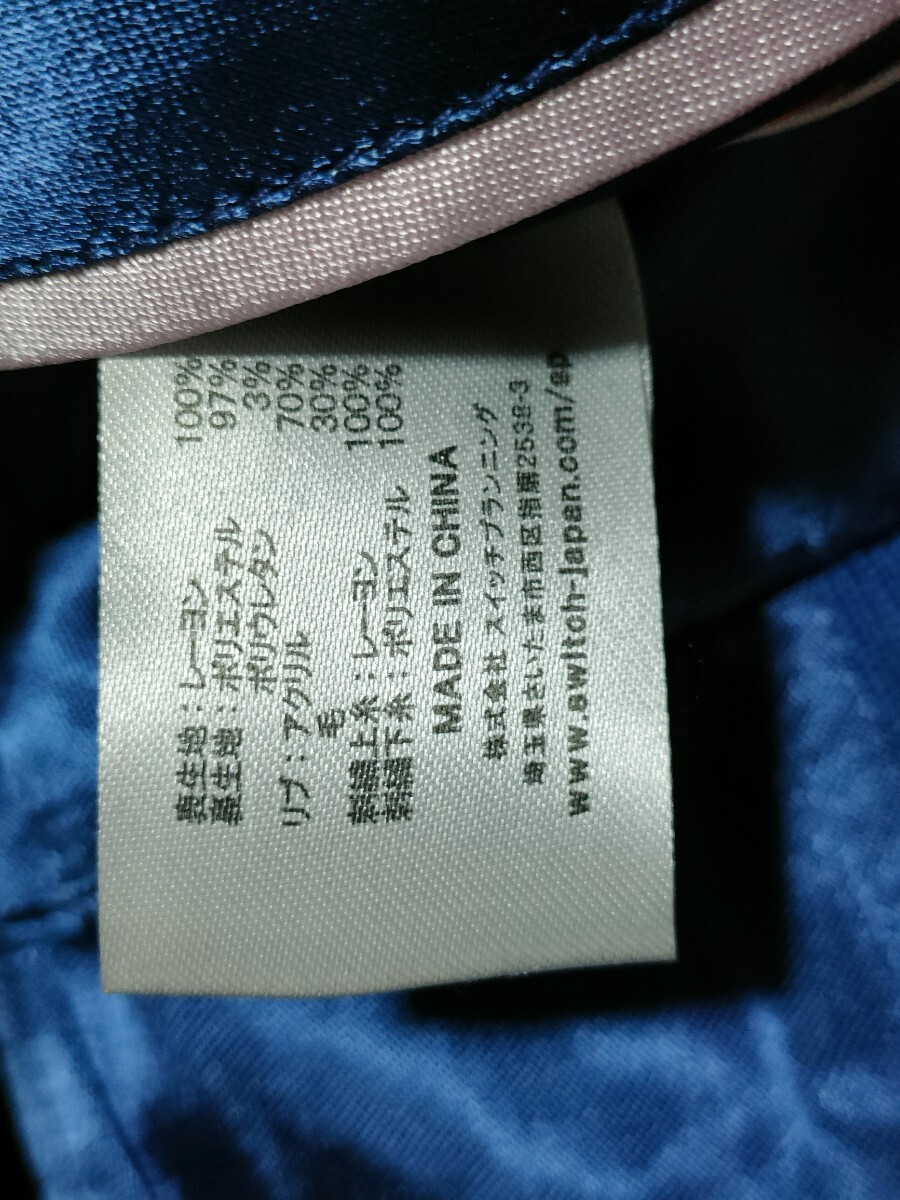 表生地:レーヨン 100%
裏生地:ポリエステル 97%
ポリウレタン 3%
リブ:アクリル 70%
毛 30%
刺繍上糸:レーヨン 100%
刺繍下糸:ポリエステル 100%
MADE IN CHINA
株式会社 スイッチプランニング
埼玉県さいたま市西区指扇2538-3
www.switch-japan.com/sp